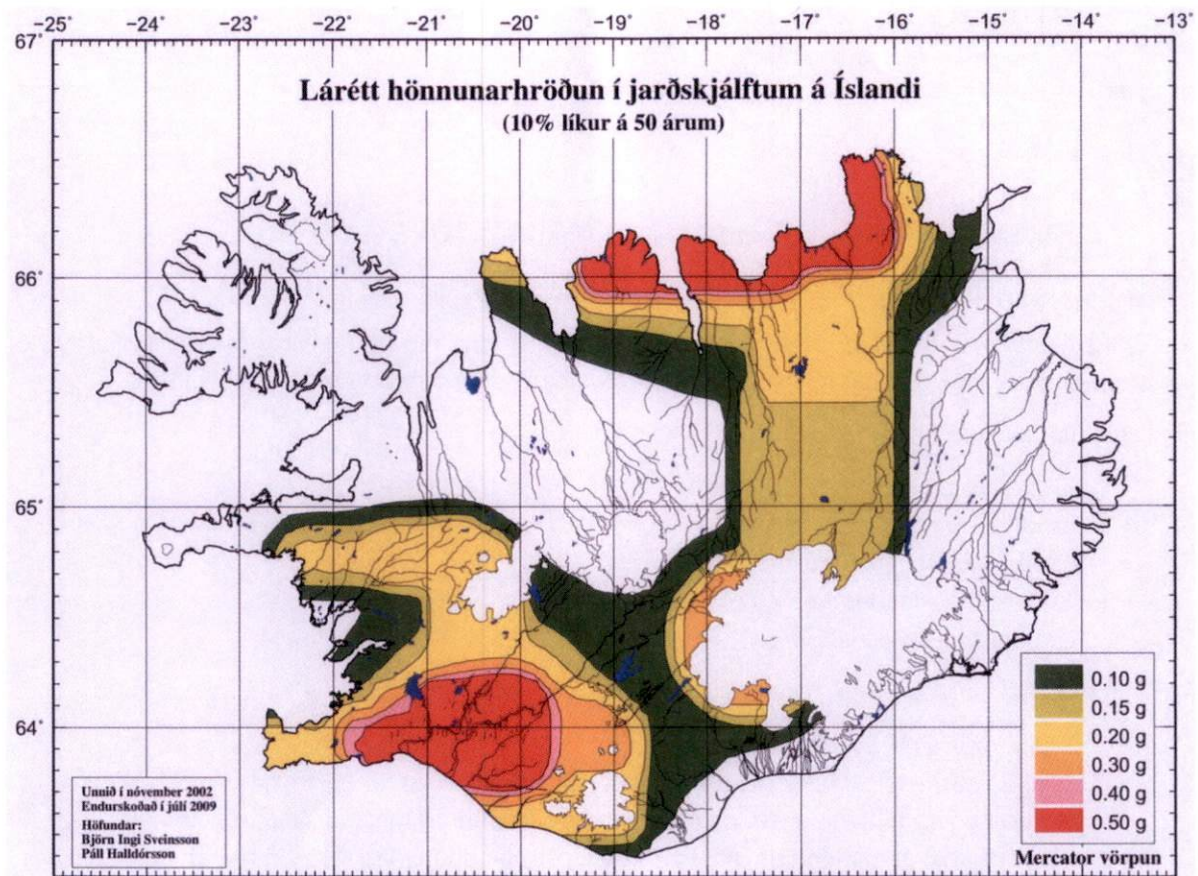 −25˚ −24˚ −23˚ −22˚ −21˚ −20˚ −19˚ −18˚ −17˚ −16˚ −15˚ −14˚ −13˚
67˚
Lárétt hönnunarhröðun í jarðskjálftum á Íslandi
(10% líkur á 50 árum)
66˚
65˚
64˚
0.10 g
0.15 g
0.20 g
0.30 g
0.40 g
0.50 g
Mercator vörpun
Unnið í nóvember 2002
Endurskoðað í júlí 2009
Höfundar:
Björn Ingi Sveinsson
Páll Halldórsson